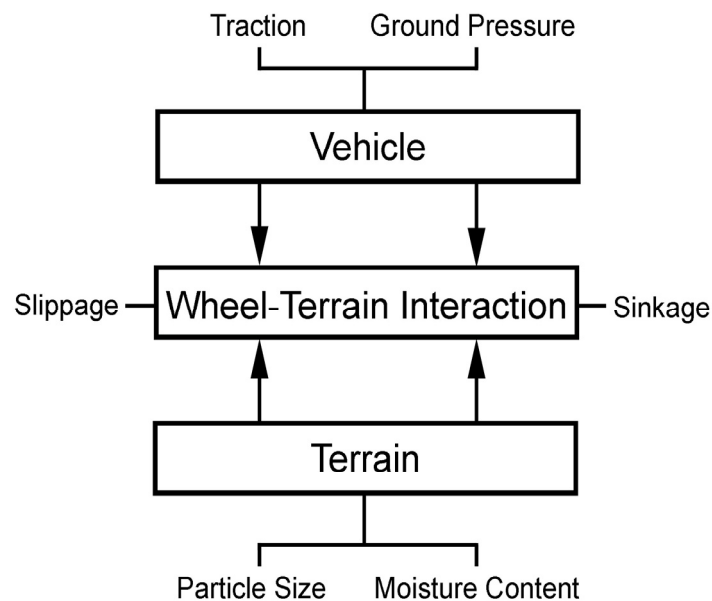 Traction Ground Pressure
Vehicle
Slippage Wheel-Terrain Interaction Sinkage
Terrain
Particle Size Moisture Content